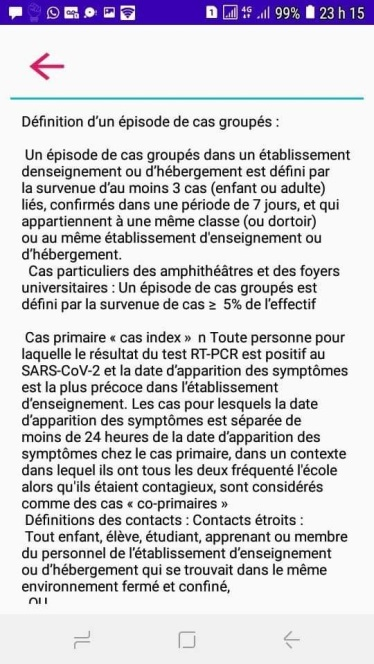 1 4G 99% 23 h 15
Définition d’un épisode de cas groupés :
Un épisode de cas groupés dans un établissement
denseignement ou d’hébergement est défini par
la survenue d’au moins 3 cas (enfant ou adulte)
liés, confirmés dans une période de 7 jours, et qui
appartiennent à une même classe (ou dortoir)
ou au même établissement d'enseignement ou
d’hébergement.
Cas particuliers des amphithéâtres et des foyers
universitaires : Un épisode de cas groupés est
défini par la survenue de cas ≥ 5% de l’effectif
Cas primaire « cas index » n Toute personne pour
laquelle le résultat du test RT-PCR est positif au
SARS-CoV-2 et la date d’apparition des symptômes
est la plus précoce dans l’établissement
d’enseignement. Les cas pour lesquels la date
d’apparition des symptômes est séparée de
moins de 24 heures de la date d’apparition des
symptômes chez le cas primaire, dans un contexte
dans lequel ils ont tous les deux fréquenté l'école
alors qu'ils étaient contagieux, sont considérés
comme des cas « co-primaires »
Définitions des contacts : Contacts étroits :
Tout enfant, élève, étudiant, apprenant ou membre
du personnel de l’établissement d’enseignement
ou d’hébergement qui se trouvait dans le même
environnement fermé et confiné,
OU